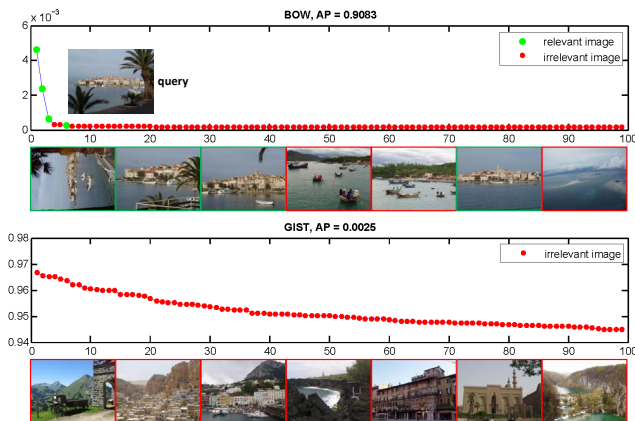 BOW, AP = 0.9083
6 x 10⁻³
relevant image
irrelevant image
4
query
2
0
0 10 20 30 40 50 60 70 80 90 100
GIST, AP = 0.0025
0.98
irrelevant image
0.97
0.96
0.95
0.94
0 10 20 30 40 50 60 70 80 90 100